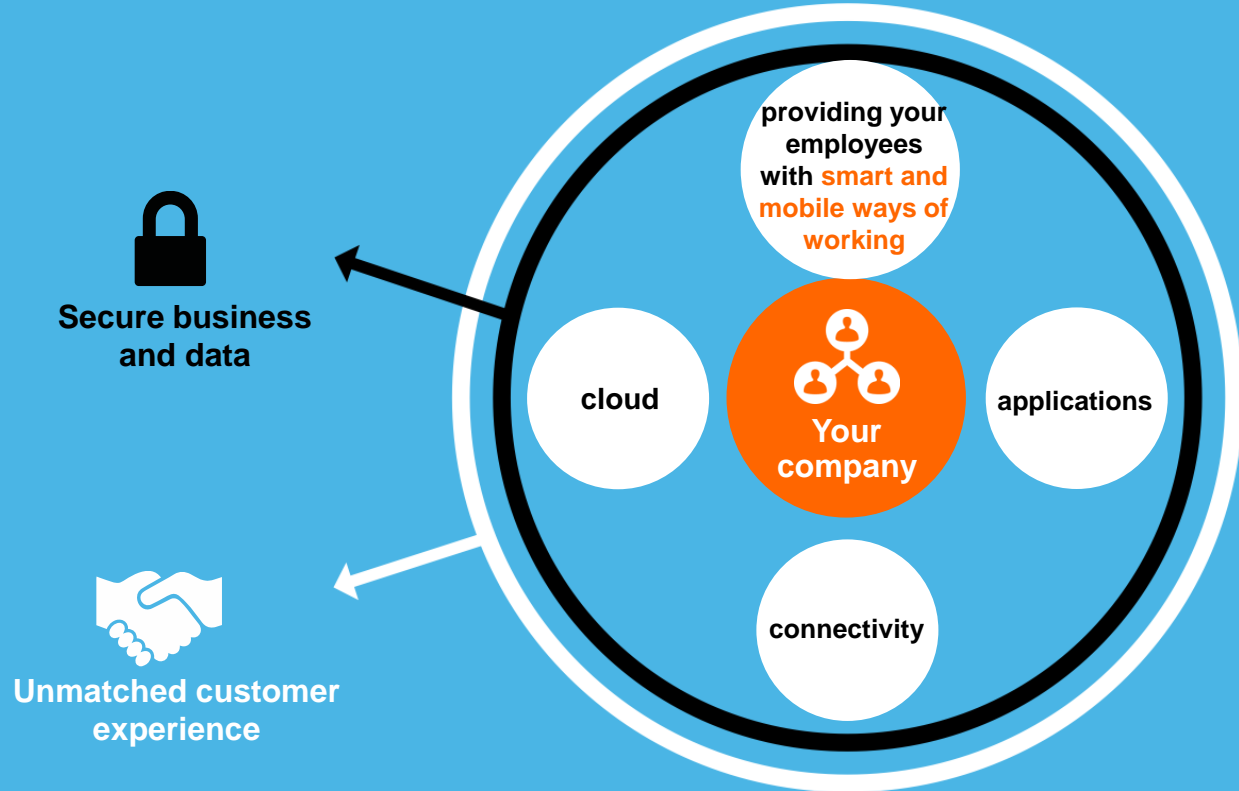 providing your
employees
with smart and
mobile ways of
working
Secure business
and data
cloud
Your
company
applications
connectivity
Unmatched customer
experience